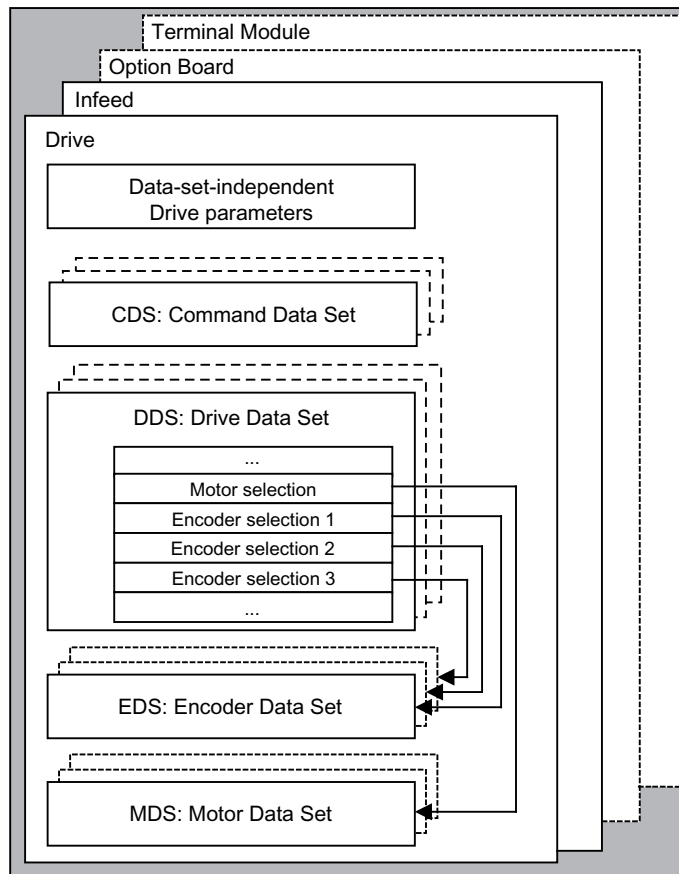 Terminal Module
Option Board
Infeed
Drive
Data-set-independent
Drive parameters
CDS: Command Data Set
DDS: Drive Data Set
...
Motor selection
Encoder selection 1
Encoder selection 2
Encoder selection 3
...
EDS: Encoder Data Set
MDS: Motor Data Set